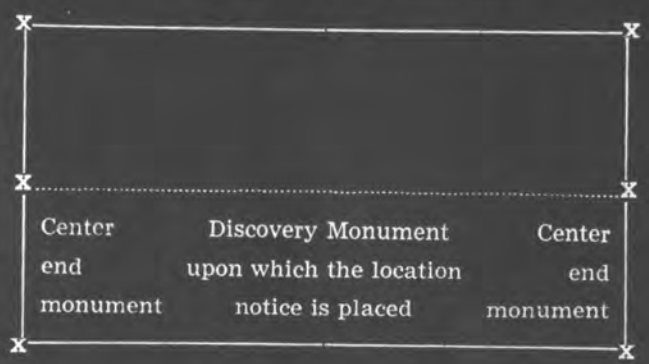 X X
X X
Center Discovery Monument Center
end upon which the location end
monument notice is placed monument
X X